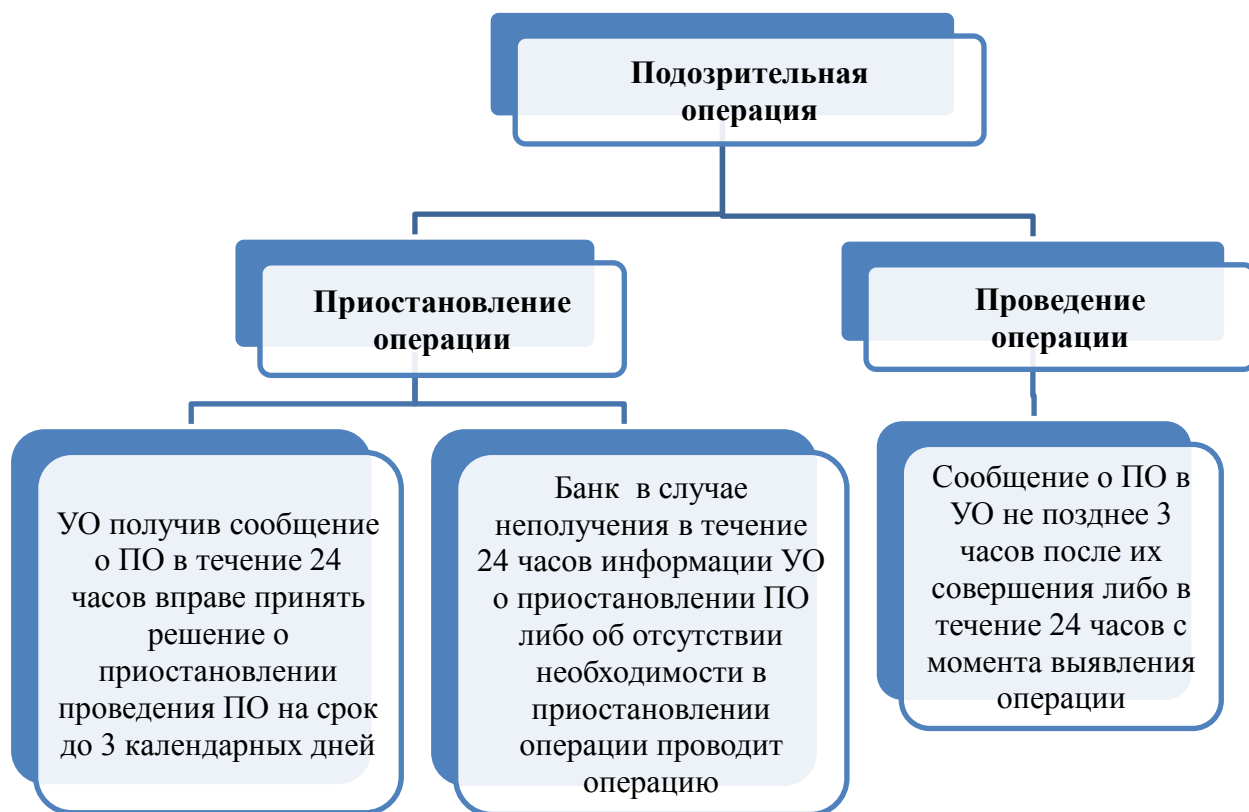 Подозрительная
операция
Приостановление
операции
Проведение
операции
УО получив сообщение
о ПО в течение 24
часов вправе принять
решение о
приостановлении
проведения ПО на срок
до 3 календарных дней
Банк в случае
неполучения в течение
24 часов информации УО
о приостановлении ПО
либо об отсутствии
необходимости в
приостановлении
операции проводит
операцию
Сообщение о ПО в
УО не позднее 3
часов после их
совершения либо в
течение 24 часов с
момента выявления
операции